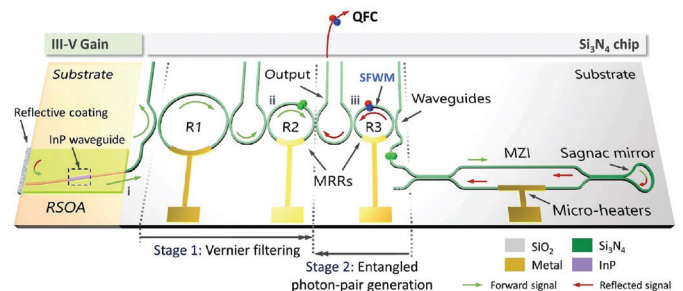 QFC
III-V Gain
Si₃N₄ chip
Substrate
Output
SFWM
Substrate
Reflective coating
ii
iii
Waveguides
InP waveguide
R1
R2
R3
MZI
Sagnac mirror
i
MRRs
RSOA
Micro-heaters
Stage 1: Vernier filtering
Stage 2: Entangled
photon-pair generation
SiO₂
Si₃N₄
Metal
InP
Forward signal
Reflected signal